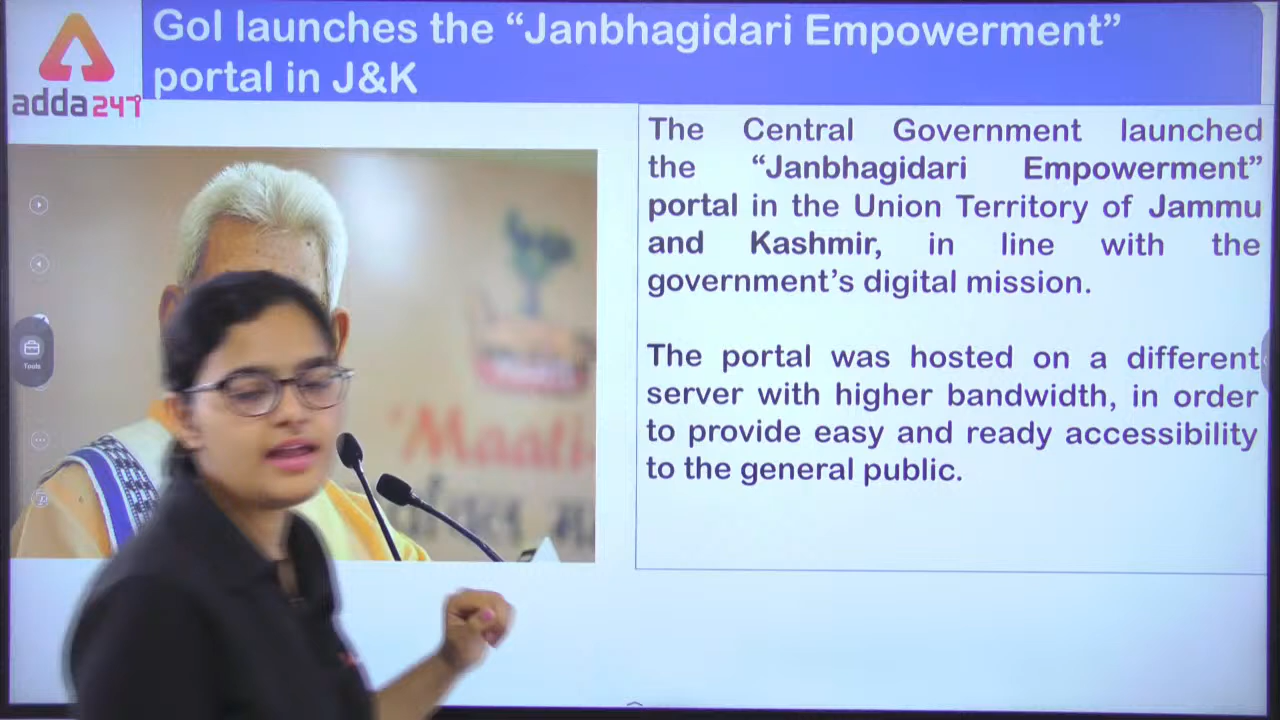 GoI launches the “Janbhagidari Empowerment”
portal in J&K
adda247
The Central Government launched
the “Janbhagidari Empowerment”
portal in the Union Territory of Jammu
and Kashmir, in line with the
government’s digital mission.
The portal was hosted on a different
server with higher bandwidth, in order
to provide easy and ready accessibility
to the general public.
Tools